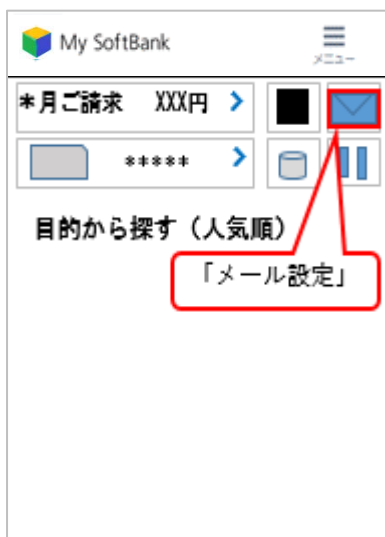 My SoftBank
メニュー
*月ご請求 XXX円
*****
目的から探す（人気順）
「メール設定」